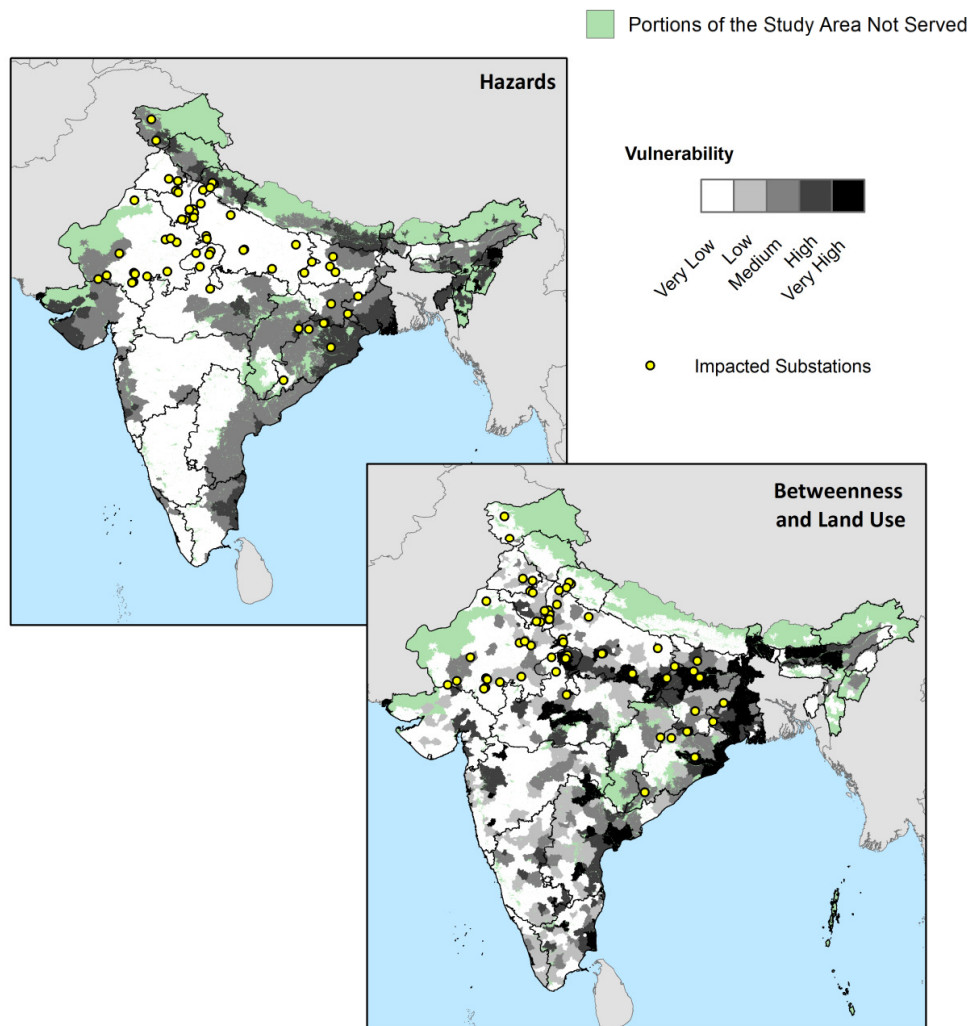 Portions of the Study Area Not Served
Hazards
Vulnerability
Very Low
Low
Medium
High
Very High
Impacted Substations
Betweenness
and Land Use